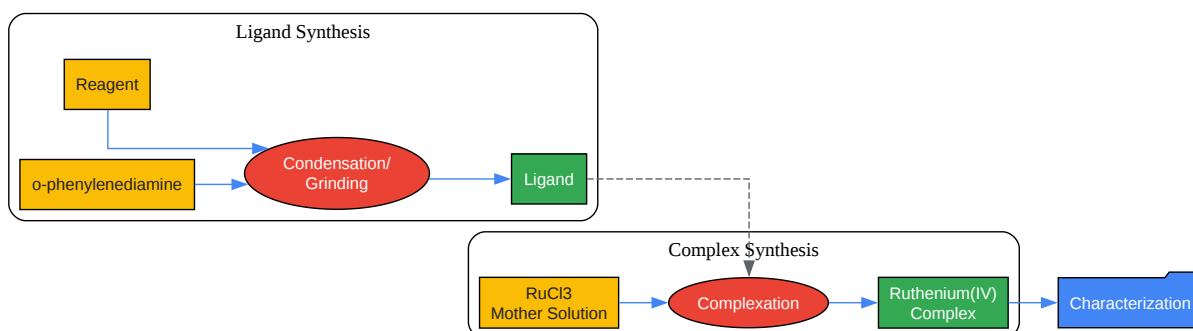 Ligand Synthesis
Reagent
o-phenylenediamine
Condensation/
Grinding
Ligand
Complex Synthesis
RuCl3
Mother Solution
Complexation
Ruthenium(IV)
Complex
Characterization